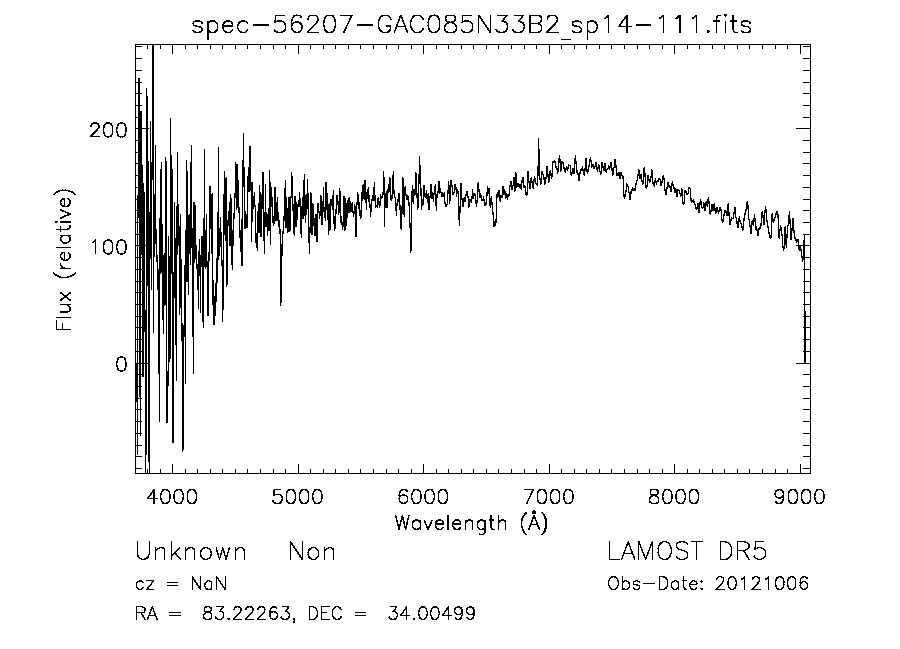 spec-56207-GAC085N33B2_sp14-111.fits
200
100
0
Flux (relative)
4000 5000 6000 7000 8000 9000
Wavelength (Å)
Unknown Non LAMOST DR5
cz = NaN Obs-Date: 20121006
RA = 83.22263, DEC = 34.00499